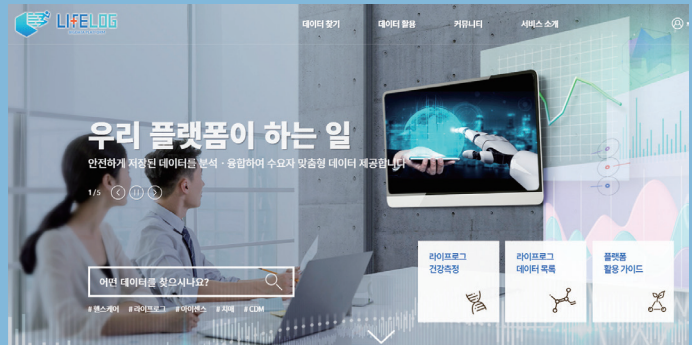 LIFELOG
데이터 찾기
데이터 활용
커뮤니티
서비스 소개
우리 플랫폼이 하는 일
안전하게 저장된 데이터를 분석 · 융합하여 수요자 맞춤형 데이터 제공합니다
1/5
라이프로그
건강측정
라이프로그
데이터 목록
플랫폼
활용 가이드
어떤 데이터를 찾으시나요?
# 헬스케어 # 라이프로그 # 아이센스 # 치매 # CDM